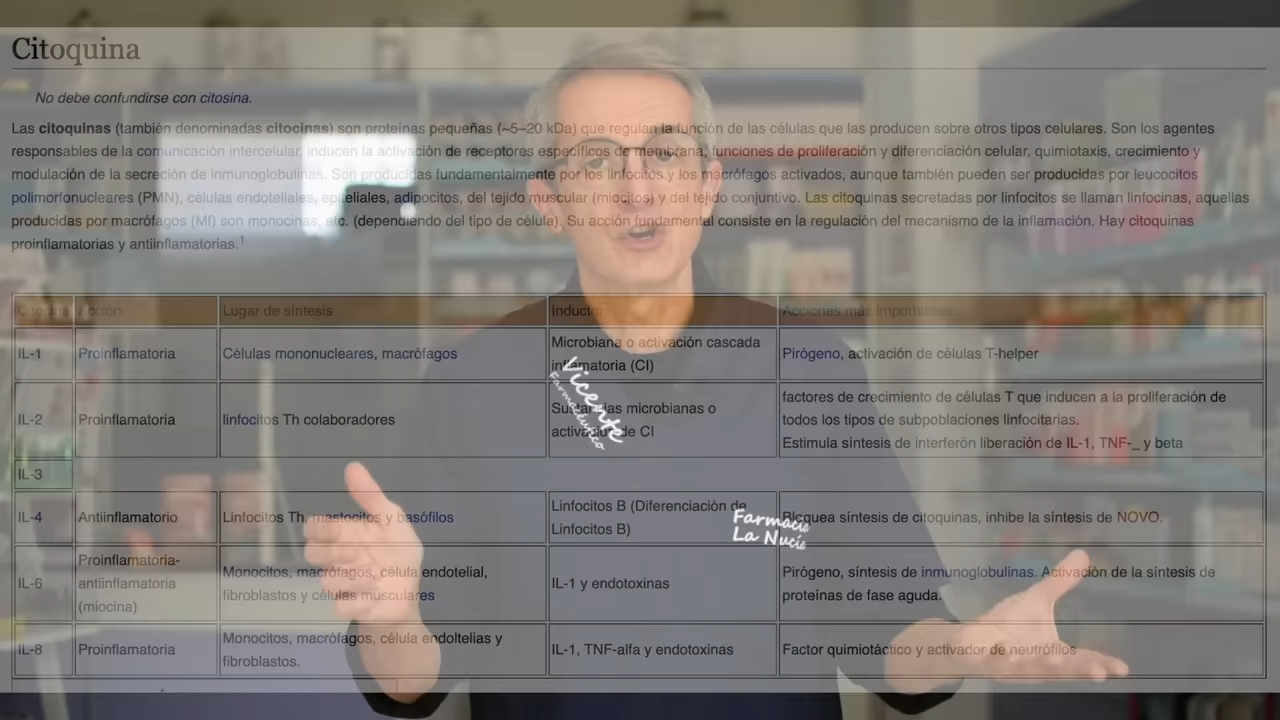 Citoquina
No debe confundirse con citosina.
Las citoquinas (también denominadas citocinas) son proteínas pequeñas (~5–20 kDa) que regulan la función de las células que las producen sobre otros tipos celulares. Son los agentes
responsables de la comunicación intercelular, inducen la activación de receptores específicos de membrana, funciones de proliferación y diferenciación celular, quimiotaxis, crecimiento y
modulación de la secreción de inmunoglobulinas. Son producidas fundamentalmente por los linfocitos y los macrófagos activados, aunque también pueden ser producidas por leucocitos
polimorfonucleares (PMN), células endoteliales, epiteliales, adipocitos, del tejido muscular (miocitos) y del tejido conjuntivo. Las citoquinas secretadas por linfocitos se llaman linfocinas, aquellas
producidas por macrófagos (MI) son monocinas, etc. (dependiendo del tipo de célula). Su acción fundamental consiste en la regulación del mecanismo de la inflamación. Hay citoquinas
proinflamatorias y antiinflamatorias.1
Acción Lugar de síntesis Acciones más importantes
IL-1 Proinflamatoria Células mononucleares, macrófagos Microbiana o activación cascada
inflamatoria (CI) Pirógeno, activación de células T-helper
IL-2 Proinflamatoria linfocitos Th colaboradores Sustancias microbianas o
activación de CI factores de crecimiento de células T que inducen a la proliferación de
todos los tipos de subpoblaciones linfocitarias.
Estimula síntesis de interferón liberación de IL-1, TNF-_ y beta
IL-3
IL-4 Antiinflamatorio Linfocitos Th, mastocitos y basófilos Linfocitos B (Diferenciación de
Linfocitos B) Bloquea síntesis de citoquinas, inhibe la síntesis de NOVO.
IL-6 Proinflamatoria-
antiinflamatoria
(miocina) Monocitos, macrófagos, célula endotelial,
fibroblastos y células musculares IL-1 y endotoxinas Pirógeno, síntesis de inmunoglobulinas. Activación de la síntesis de
proteínas de fase aguda.
IL-8 Proinflamatoria Monocitos, macrófagos, célula endoltelias y
fibroblastos. IL-1, TNF-alfa y endotoxinas Factor quimiotáctico y activador de neutrófilos
Vicente
Farmacéutico
Farmacia
La Nucía